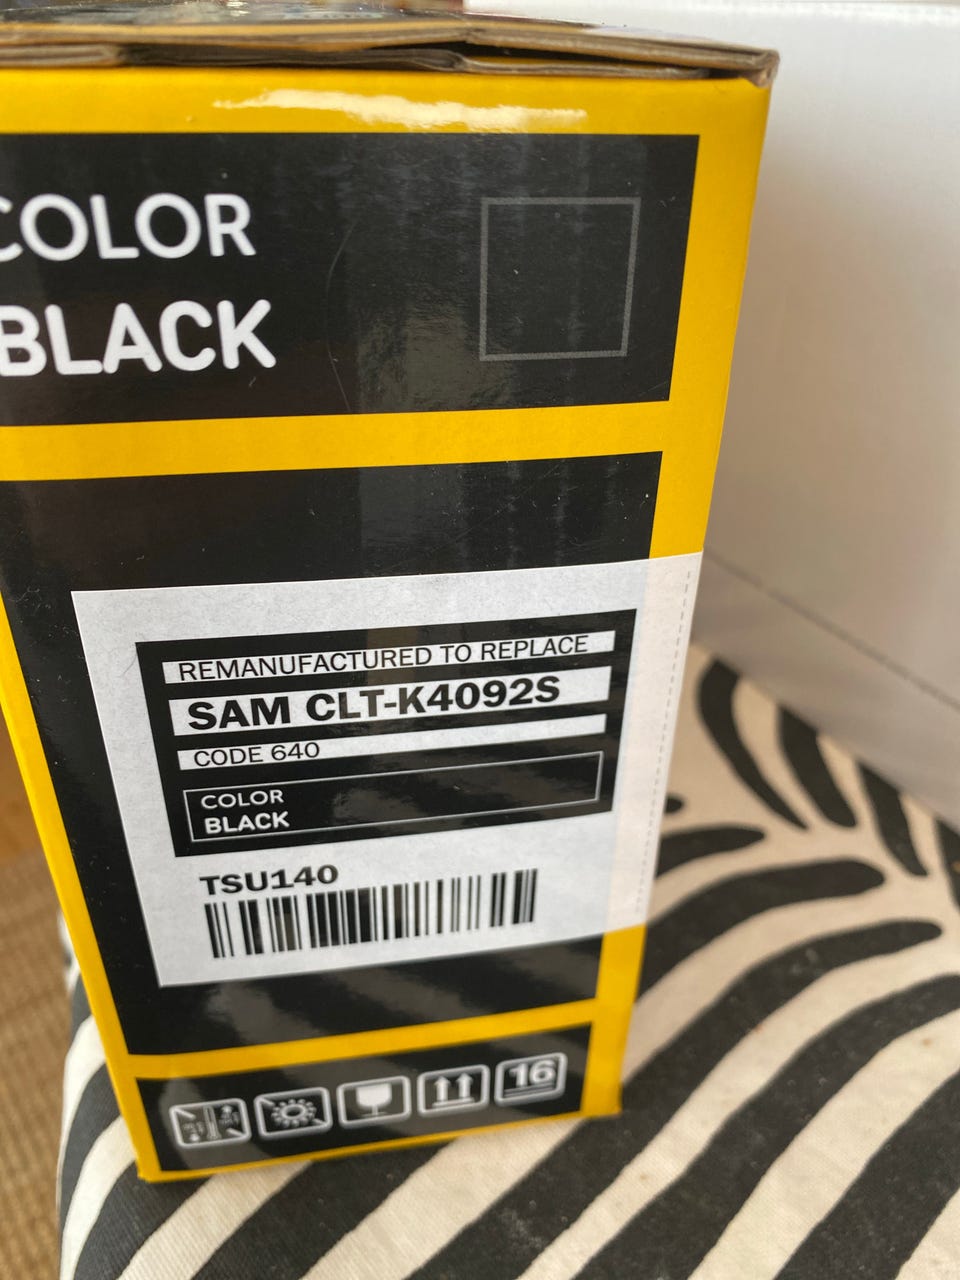 COLOR
BLACK
REMANUFACTURED TO REPLACE
SAM CLT-K4092S
CODE 640
COLOR
BLACK
TSU140
16